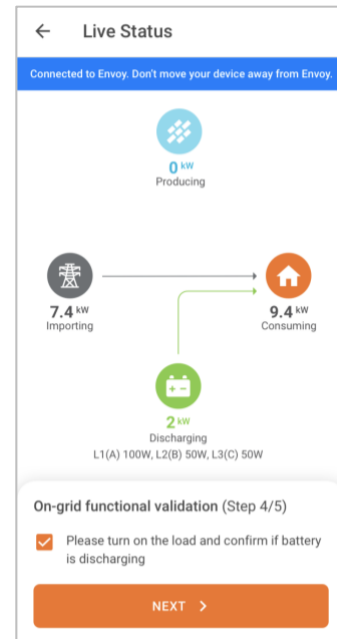 Live Status
Connected to Envoy. Don't move your device away from Envoy.
0 kW
Producing
7.4 kW
Importing
9.4 kW
Consuming
2 kW
Discharging
L1(A) 100W, L2(B) 50W, L3(C) 50W
On-grid functional validation (Step 4/5)
Please turn on the load and confirm if battery
is discharging
NEXT